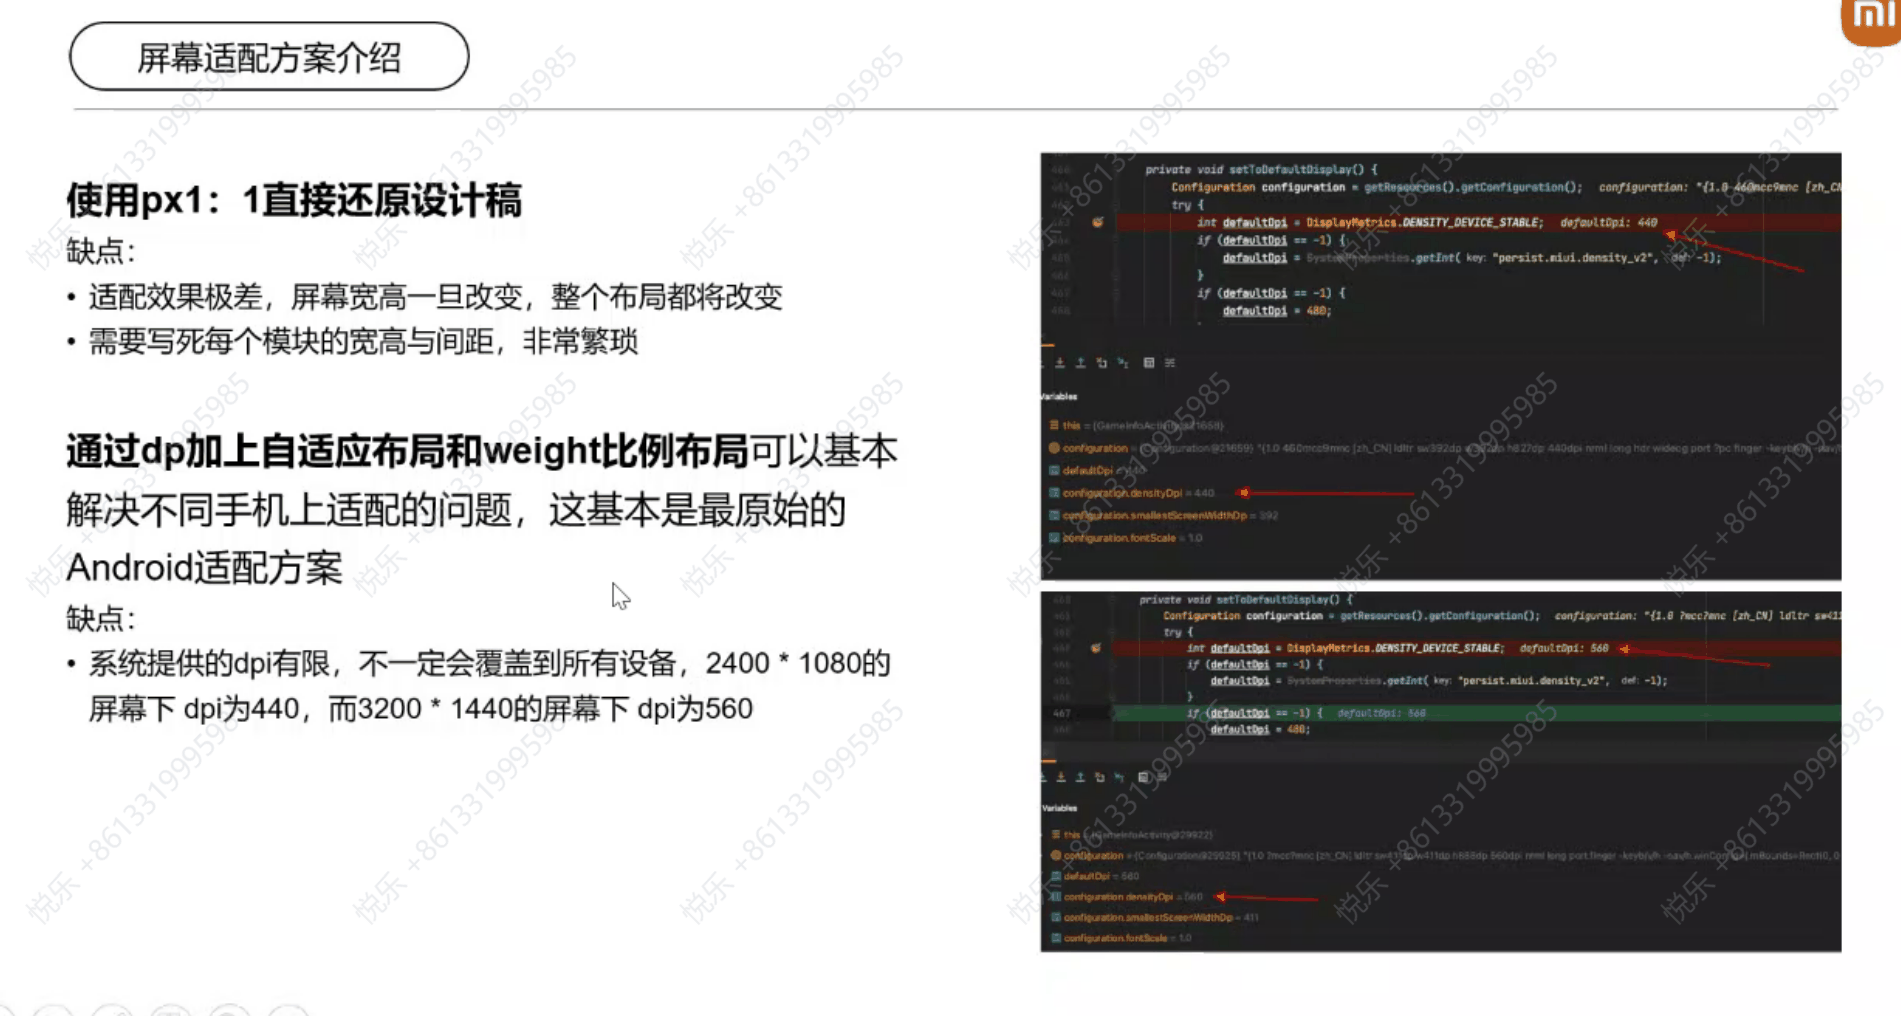 屏幕适配方案介绍
使用px1：1直接还原设计稿
缺点：
• 适配效果极差，屏幕宽高一旦改变，整个布局都将改变
• 需要写死每个模块的宽高与间距，非常繁琐
通过dp加上自适应布局和weight比例布局可以基本
解决不同手机上适配的问题，这基本是最原始的
Android适配方案
缺点：
• 系统提供的dpi有限，不一定会覆盖到所有设备，2400 * 1080的
屏幕下 dpi为440，而3200 * 1440的屏幕下 dpi为560
private void setToDefaultDisplay() {
Configuration configuration = getResources().getConfiguration(); configuration: "{1.0 460mcc9mnc [zh_CN
try {
int defaultDpi = DisplayMetrics.DENSITY_DEVICE_STABLE; defaultDpi: 440
if (defaultDpi == -1) {
defaultDpi = SystemProperties.getInt( key: "persist.miui.density_v2", def: -1);
}
if (defaultDpi == -1) {
defaultDpi = 480;
Variables
this =
configuration =
defaultDpi = 440
configuration.densityDpi = 440
configuration.smallestScreenWidthDp = 392
configuration.fontScale = 1.0
private void setToDefaultDisplay() {
Configuration configuration = getResources().getConfiguration(); configuration: "{1.0 ?mcc?mnc [zh_CN] ldltr sw411
try {
int defaultDpi = DisplayMetrics.DENSITY_DEVICE_STABLE; defaultDpi: 560
if (defaultDpi == -1) {
defaultDpi = SystemProperties.getInt( key: "persist.miui.density_v2", def: -1);
}
467 if (defaultDpi == -1) { defaultDpi: 560
defaultDpi = 480;
Variables
this = {GameInfoActivity@29922}
configuration =
defaultDpi = 560
configuration.densityDpi = 560
configuration.smallestScreenWidthDp = 411
configuration.fontScale = 1.0
悦乐 +8613319995985